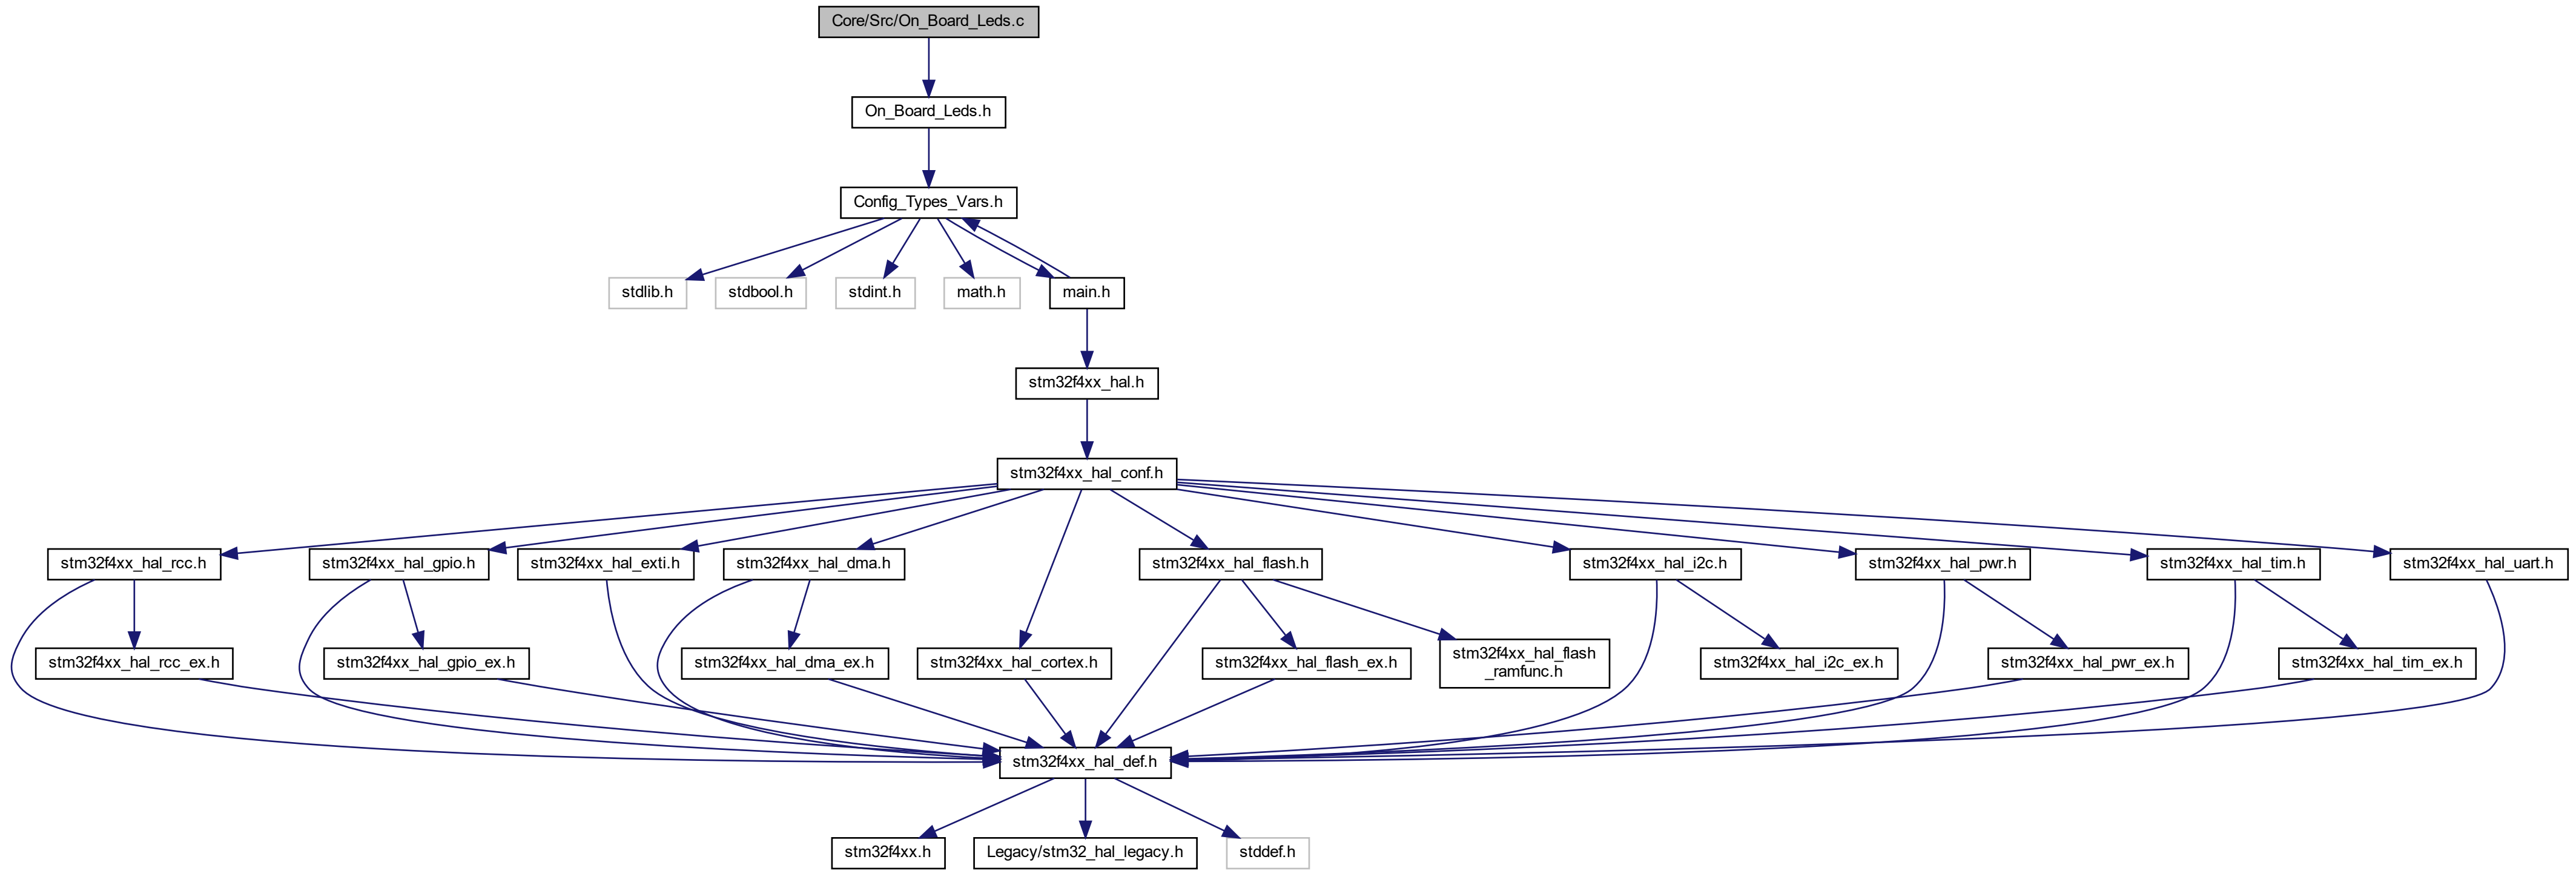 Core/Src/On_Board_Leds.c
On_Board_Leds.h
Config_Types_Vars.h
stdlib.h
stdbool.h
stdint.h
math.h
main.h
stm32f4xx_hal.h
stm32f4xx_hal_conf.h
stm32f4xx_hal_rcc.h
stm32f4xx_hal_gpio.h
stm32f4xx_hal_exti.h
stm32f4xx_hal_dma.h
stm32f4xx_hal_flash.h
stm32f4xx_hal_i2c.h
stm32f4xx_hal_pwr.h
stm32f4xx_hal_tim.h
stm32f4xx_hal_uart.h
stm32f4xx_hal_rcc_ex.h
stm32f4xx_hal_gpio_ex.h
stm32f4xx_hal_dma_ex.h
stm32f4xx_hal_cortex.h
stm32f4xx_hal_flash_ex.h
stm32f4xx_hal_flash
_ramfunc.h
stm32f4xx_hal_i2c_ex.h
stm32f4xx_hal_pwr_ex.h
stm32f4xx_hal_tim_ex.h
stm32f4xx_hal_def.h
stm32f4xx.h
Legacy/stm32_hal_legacy.h
stddef.h